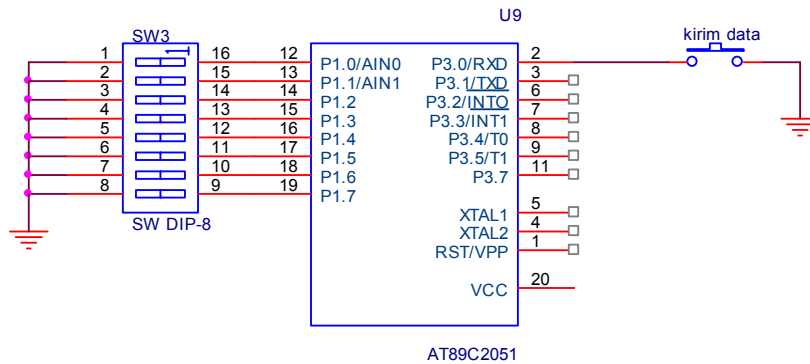 U9
SW3
kirim data
1 16 12 P1.0/AIN0 P3.0/RXD 2
2 15 13 P1.1/AIN1 P3.1/TXD 3
3 14 14 P1.2 P3.2/INTO 6
4 13 15 P1.3 P3.3/INT1 7
5 12 16 P1.4 P3.4/T0 8
6 11 17 P1.5 P3.5/T1 9
7 10 18 P1.6 P3.7 11
8 9 19 P1.7
SW DIP-8
XTAL1 5
XTAL2 4
RST/VPP 1
VCC 20
AT89C2051